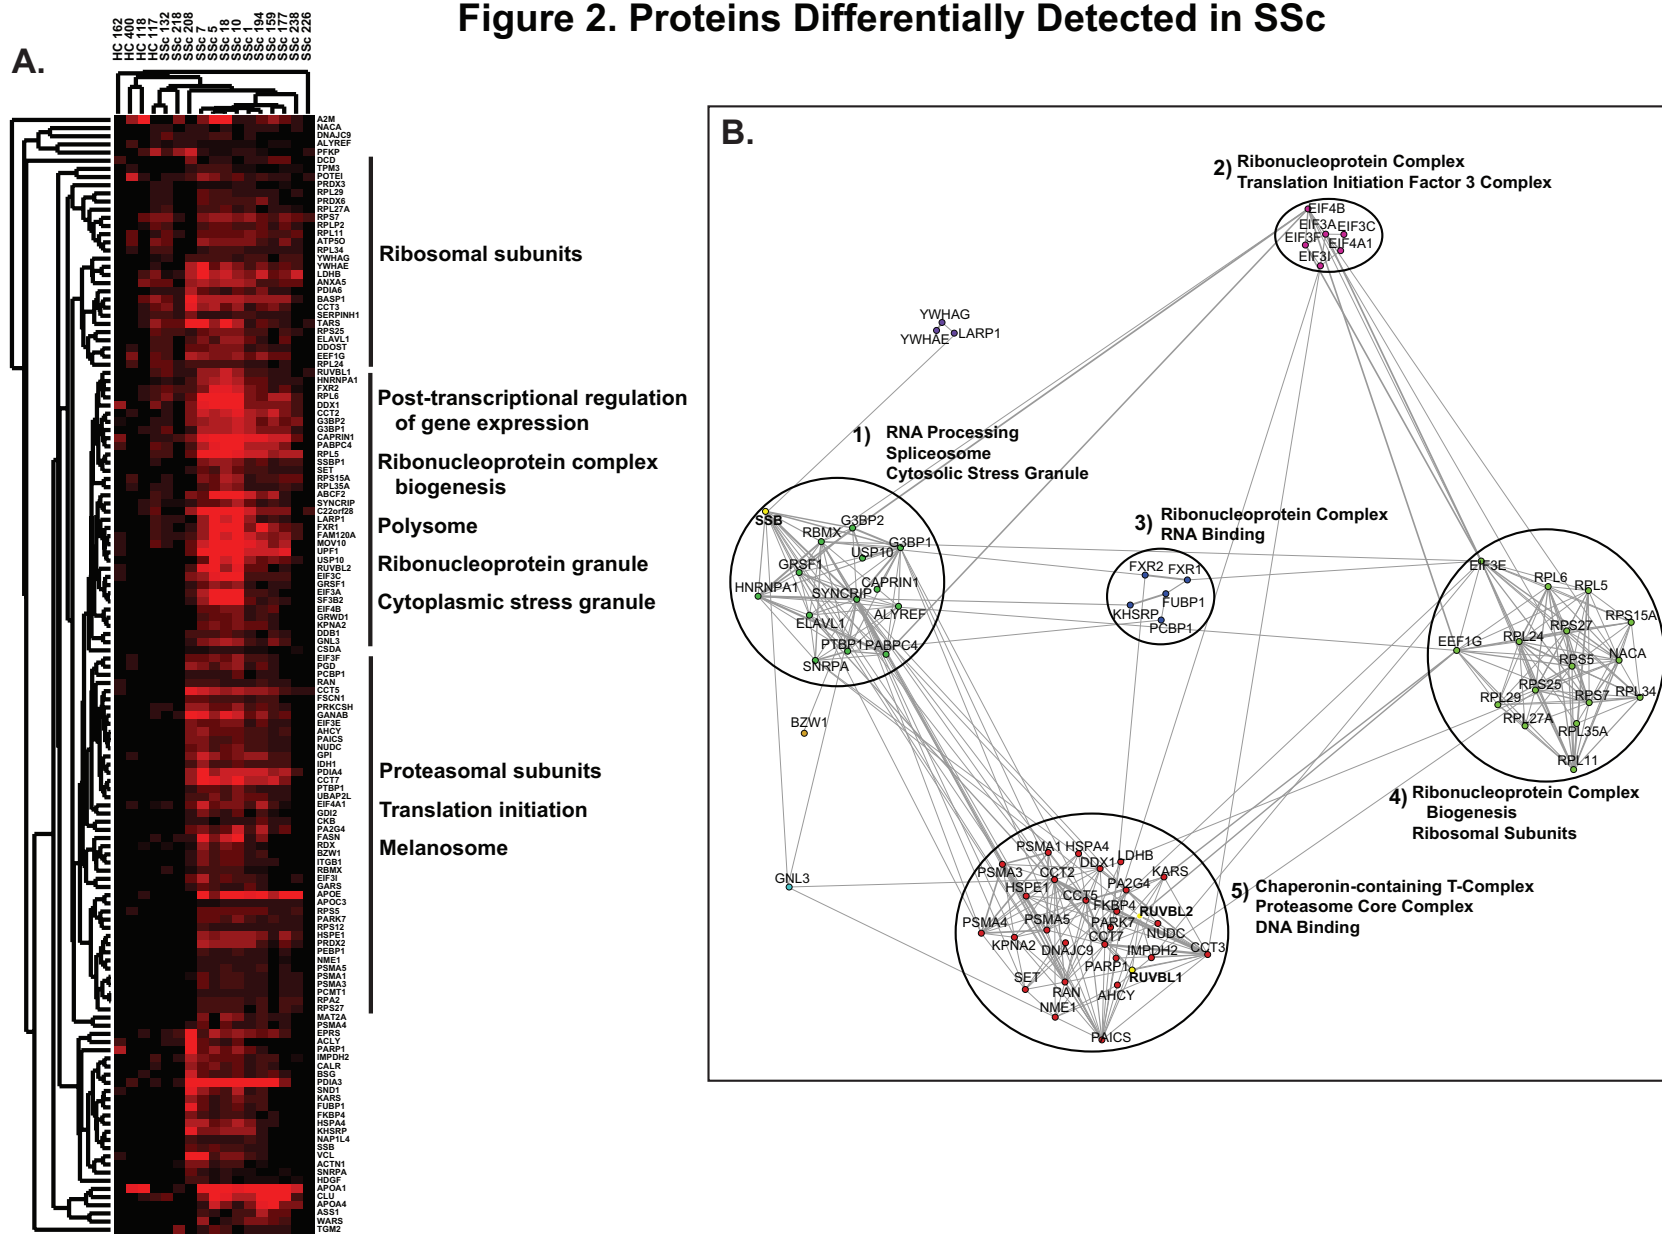 Figure 2. Proteins Differentially Detected in SSc
A.
HC 162
HC 400
HC 118
HC 117
SSc 132
SSc 218
SSc 208
SSc 7
SSc 5
SSc 18
SSc 10
SSc 1
SSc 194
SSc 159
SSc 177
SSc 238
SSc 226
A2M
NACA
DNAJC9
ALYREF
PFKP
DCD
TPM3
POTEI
PRDX3
RPL29
PRDX6
RPL27A
RPS7
RPLP2
RPL11
ATP5O
RPL34
YWHAG
YWHAE
LDHB
ANXA5
PDIA6
BASP1
CCT3
SERPINH1
TARS
RPS25
ELAVL1
DDOST
EEF1G
RPL24
RUVBL1
HNRNPA1
FXR2
RPL6
DDX1
CCT2
G3BP2
G3BP1
CAPRIN1
PABPC4
RPL5
SSBP1
SET
RPS15A
RPL35A
ABCF2
SYNCRIP
C22orf28
LARP1
FXR1
FAM120A
MOV10
UPF1
USP10
RUVBL2
EIF3C
GRSF1
EIF3A
SF3B2
EIF4B
GRWD1
KPNA2
DDB1
GNL3
CSDA
EIF3F
PGD
PCBP1
RAN
CCT5
FSCN1
PRKCSH
GANAB
EIF3E
AHCY
PAICS
NUDC
GPI
IDH1
PDIA4
CCT7
PTBP1
UBAP2L
EIF4A1
GDI2
CKB
PA2G4
FASN
RDX
BZW1
ITGB1
RBMX
EIF3I
GARS
APOE
APOC3
RPS5
PARK7
RPS12
HSPE1
PRDX2
PEBP1
NME1
PSMA5
PSMA1
PSMA3
PCMT1
RPA2
RPS27
MAT2A
PSMA4
EPRS
ACLY
PARP1
IMPDH2
CALR
BSG
PDIA3
SND1
KARS
FUBP1
FKBP4
HSPA4
KHSRP
NAP1L4
SSB
VCL
ACTN1
SNRPA
HDGF
APOA1
CLU
APOA4
ASS1
WARS
TGM2
Ribosomal subunits
Post-transcriptional regulation
of gene expression
Ribonucleoprotein complex
biogenesis
Polysome
Ribonucleoprotein granule
Cytoplasmic stress granule
Proteasomal subunits
Translation initiation
Melanosome
B.
2) Ribonucleoprotein Complex
Translation Initiation Factor 3 Complex
EIF4B
EIF3A
EIF3C
EIF3F
EIF4A1
EIF3I
YWHAG
YWHAE
LARP1
1) RNA Processing
Spliceosome
Cytosolic Stress Granule
SSB
G3BP2
RBMX
G3BP1
USP10
GRSF1
HNRNPA1
CAPRIN1
SYNCRIP
ALYREF
ELAVL1
PTBP1
PABPC4
SNRPA
BZW1
GNL3
3) Ribonucleoprotein Complex
RNA Binding
FXR2
FXR1
FUBP1
KHSRP
PCBP1
EIF3E
RPL6
RPL5
RPS15A
RPS27
EEF1G
RPL24
NACA
RPS5
RPS25
RPL29
RPS7
RPL34
RPL27A
RPL35A
RPL11
4) Ribonucleoprotein Complex
Biogenesis
Ribosomal Subunits
PSMA1
HSPA4
LDHB
DDX1
PSMA3
CCT2
KARS
HSPE1
PA2G4
CCT5
FKBP4
RUVBL2
PSMA4
PSMA5
PARK7
NUDC
CCT7
KPNA2
DNAJC9
IMPDH2
CCT3
PARP1
RUVBL1
SET
RAN
AHCY
NME1
PAICS
5) Chaperonin-containing T-Complex
Proteasome Core Complex
DNA Binding